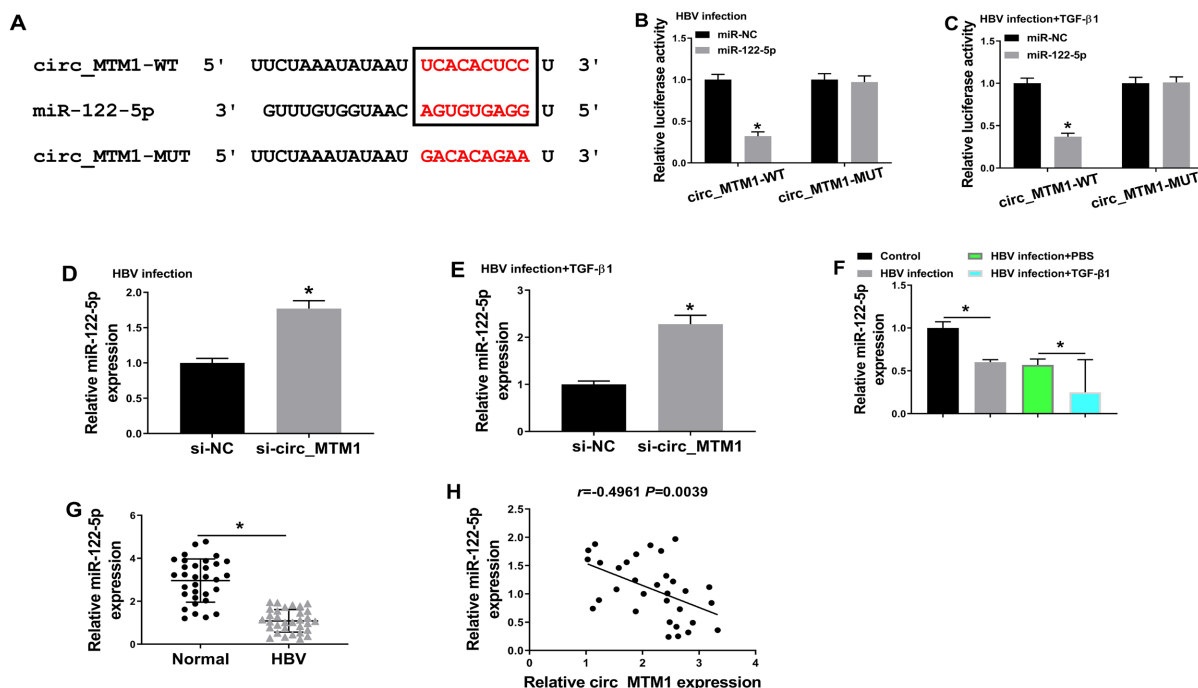 A
circ_MTM1-WT 5' UUCUAAAUAUAAU UCACACUCC U 3'
miR-122-5p 3' GUUUGUGGUAAC AGUGUGAGG U 5'
circ_MTM1-MUT 5' UUCUAAAUAUAAU GACACAGAA U 3'
B
HBV infection
miR-NC
miR-122-5p
Relative luciferase activity
1.5
1.0
0.5
0.0
*
circ_MTM1-WT
circ_MTM1-MUT
C
HBV infection+TGF-β1
miR-NC
miR-122-5p
Relative luciferase activity
1.5
1.0
0.5
0.0
*
circ_MTM1-WT
circ_MTM1-MUT
D
HBV infection
Relative miR-122-5p
expression
2.0
1.5
1.0
0.5
0.0
*
si-NC si-circ_MTM1
E
HBV infection+TGF-β1
Relative miR-122-5p
expression
3
2
1
0
*
si-NC si-circ_MTM1
F
Control
HBV infection
HBV infection+PBS
HBV infection+TGF-β1
Relative miR-122-5p
expression
1.5
1.0
0.5
0.0
*
*
G
Relative miR-122-5p
expression
6
4
2
0
*
Normal HBV
H
r=-0.4961 P=0.0039
Relative miR-122-5p
expression
2.5
2.0
1.5
1.0
0.5
0.0
0 1 2 3 4
Relative circ_MTM1 expression